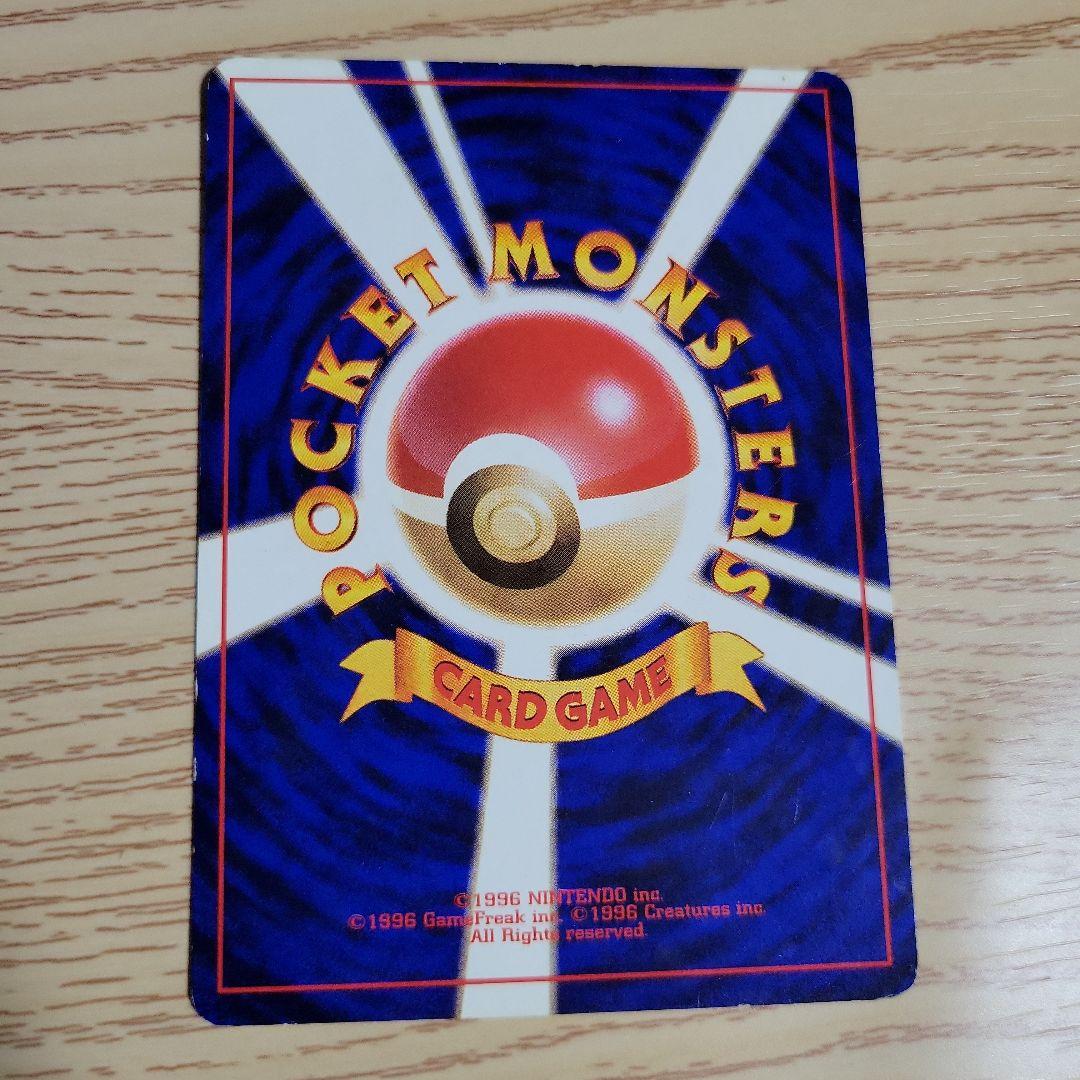 POCKET MONSTERS
CARD GAME
©1996 NINTENDO inc.
©1996 GameFreak inc. ©1996 Creatures inc.
All Rights reserved.